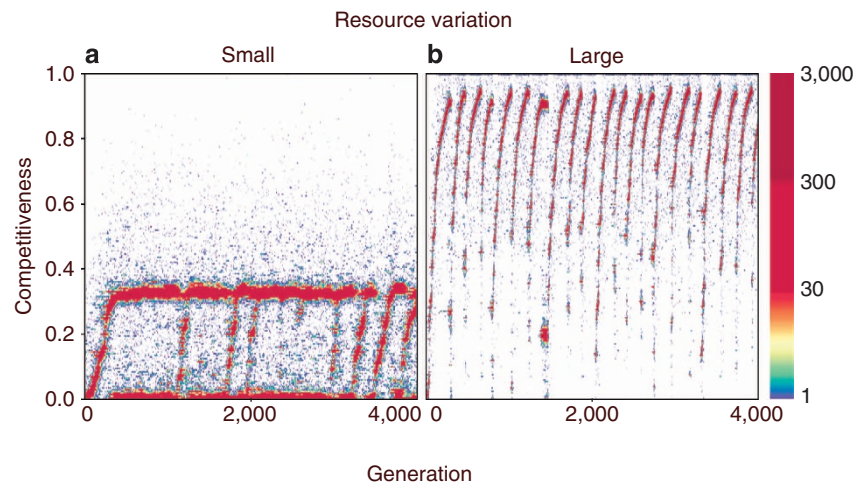 Resource variation
a Small
b Large
Competitiveness
1.0
0.8
0.6
0.4
0.2
0.0
0 2,000 4,000
0 2,000 4,000
3,000
300
30
1
Generation